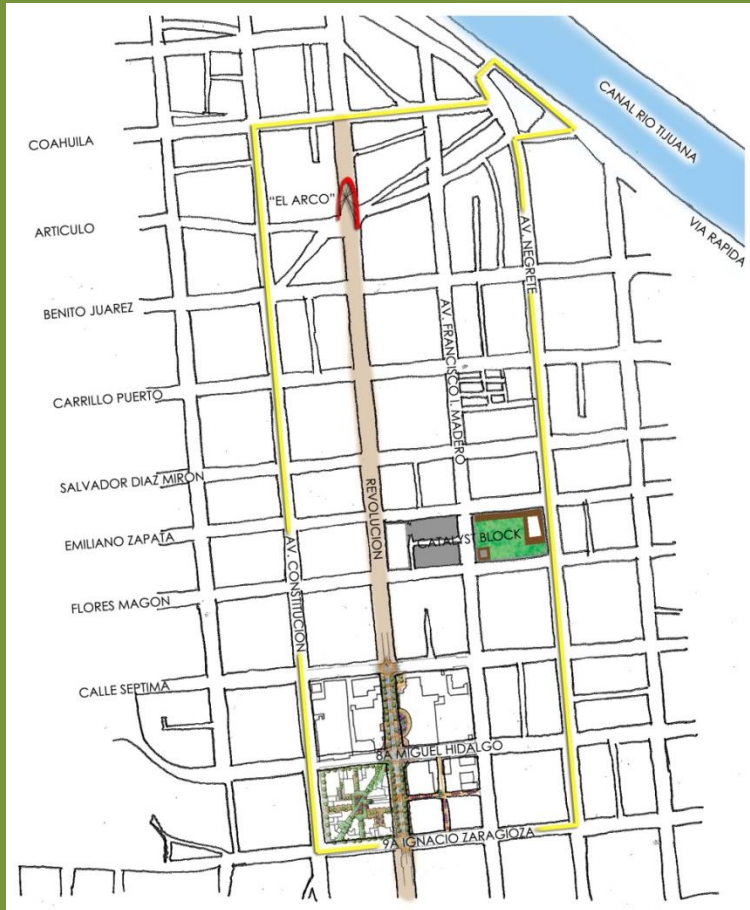 CANAL RIO TIJUANA
COAHUILA
"EL ARCO"
ARTICULO
VIA RAPIDA
AV. NEGRETE
BENITO JUAREZ
AV. FRANCISCO I. MADERO
CARRILLO PUERTO
SALVADOR DIAZ MIRON
REVOLUCION
EMILIANO ZAPATA
CATALYST BLOCK
AV. CONSTITUCION
FLORES MAGON
CALLE SEPTIMA
8A MIGUEL HIDALGO
9A IGNACIO ZARAGIOZA